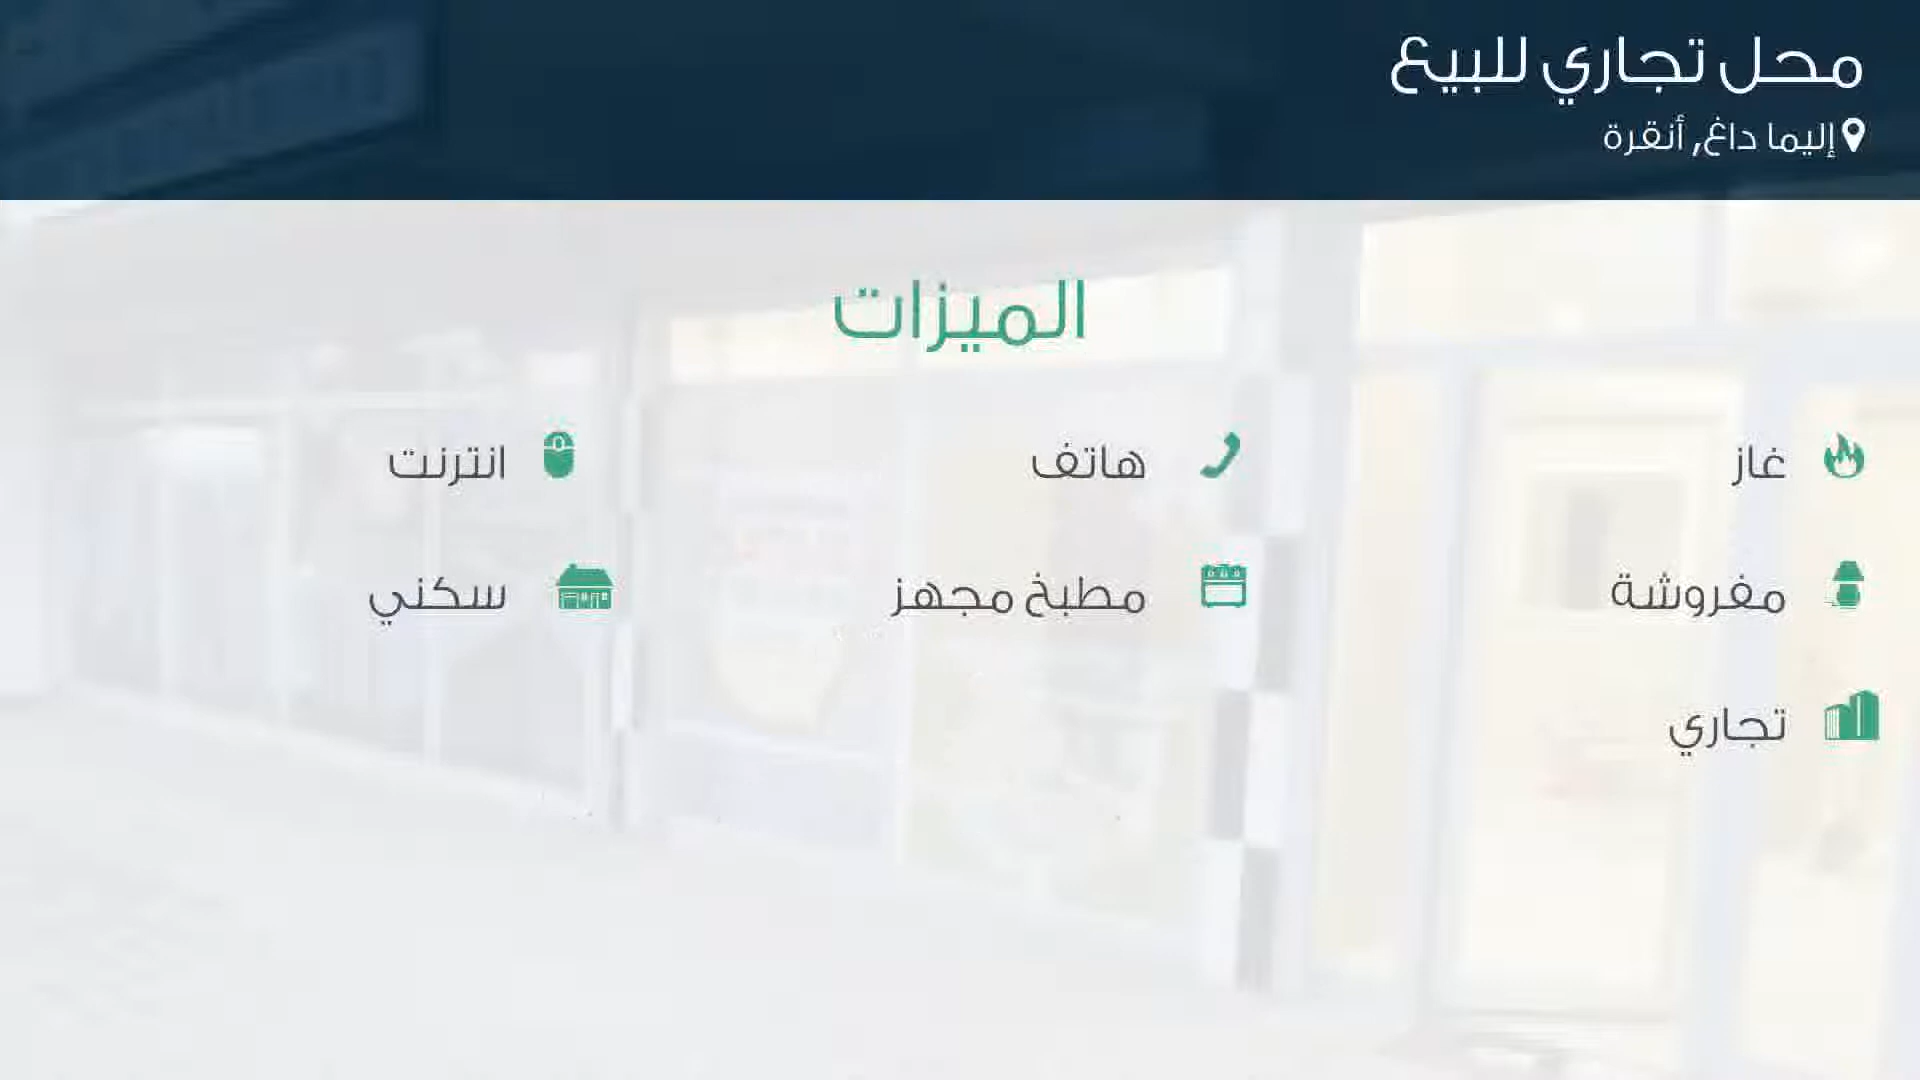 محل تجاري للبيع
إليما داغ, أنقرة
الميزات
غاز
هاتف
انترنت
مفروشة
مطبخ مجهز
سكني
تجاري